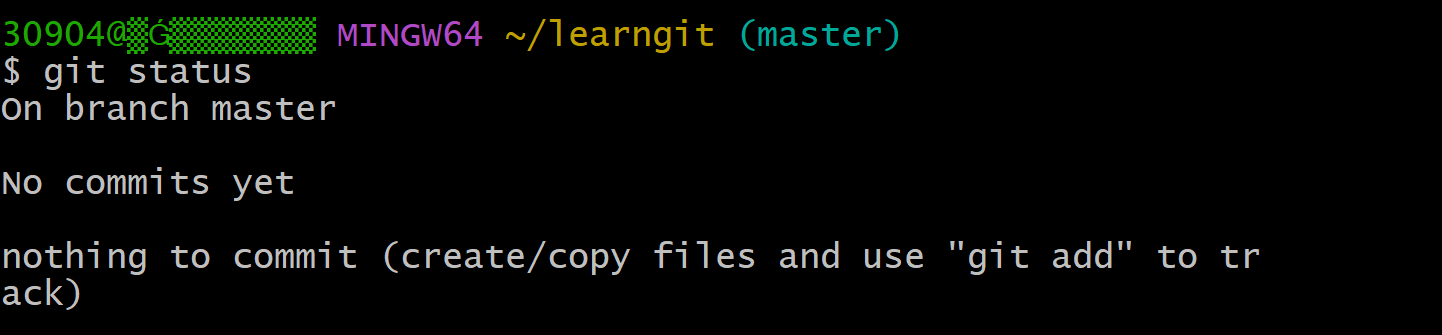 30904@▒Ǵ▒▒▒▒▒▒▒ MINGW64 ~/learngit (master)
$ git status
On branch master
No commits yet
nothing to commit (create/copy files and use "git add" to tr
ack)